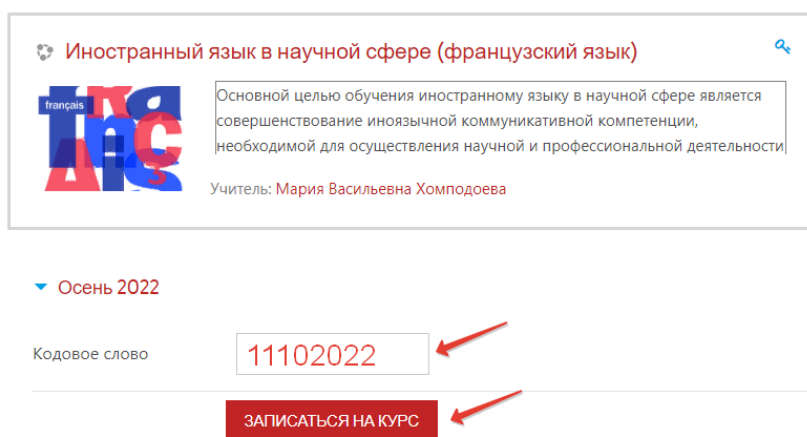 Иностранный язык в научной сфере (французский язык)
français
Основной целью обучения иностранному языку в научной сфере является
совершенствование иноязычной коммуникативной компетенции,
необходимой для осуществления научной и профессиональной деятельности
Учитель: Мария Васильевна Хомподоева
Осень 2022
Кодовое слово
11102022
ЗАПИСАТЬСЯ НА КУРС